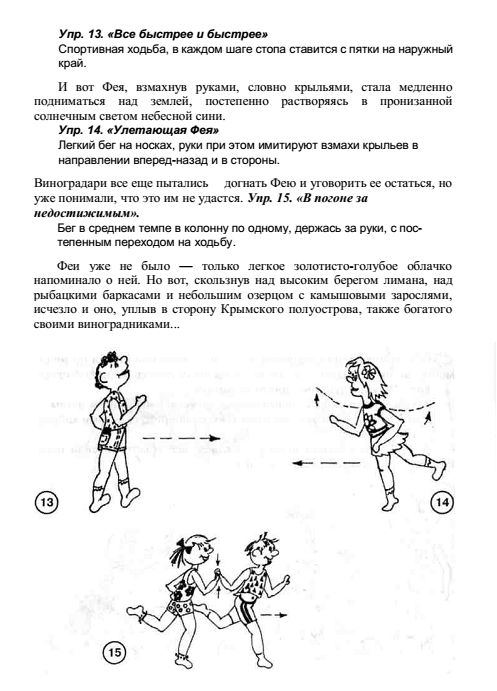 Упр. 13. «Все быстрее и быстрее»
Спортивная ходьба, в каждом шаге стопа ставится с пятки на наружный
край.
И вот Фея, взмахнув руками, словно крыльями, стала медленно
подниматься над землей, постепенно растворяясь в пронизанной
солнечным светом небесной сини.
Упр. 14. «Улетающая Фея»
Легкий бег на носках, руки при этом имитируют взмахи крыльев в
направлении вперед-назад и в стороны.
Виноградари все еще пытались догнать Фею и уговорить ее остаться, но
уже понимали, что это им не удастся. Упр. 15. «В погоне за
недостижимым».
Бег в среднем темпе в колонну по одному, держась за руки, с пос-
тепенным переходом на ходьбу.
Феи уже не было — только легкое золотисто-голубое облачко
напоминало о ней. Но вот, скользнув над высоким берегом лимана, над
рыбацкими баркасами и небольшим озерцом с камышовыми зарослями,
исчезло и оно, уплыв в сторону Крымского полуострова, также богатого
своими виноградниками...
13
14
15